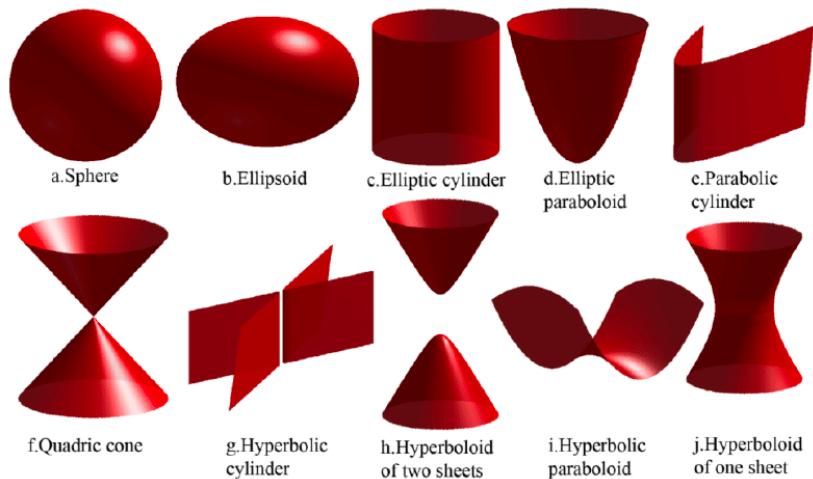 a.Sphere
b.Ellipsoid
c.Elliptic cylinder
d.Elliptic
paraboloid
e.Parabolic
cylinder
f.Quadric cone
g.Hyperbolic
cylinder
h.Hyperboloid
of two sheets
i.Hyperbolic
paraboloid
j.Hyperboloid
of one sheet